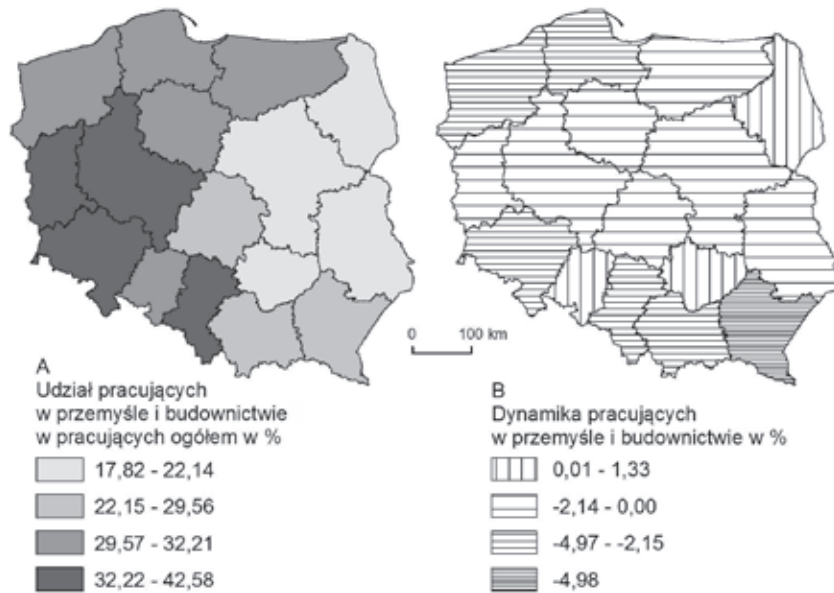 0 100 km
A
Udział pracujących
w przemyśle i budownictwie
w pracujących ogółem w %
17,82 - 22,14
22,15 - 29,56
29,57 - 32,21
32,22 - 42,58
B
Dynamika pracujących
w przemyśle i budownictwie w %
0,01 - 1,33
-2,14 - 0,00
-4,97 - -2,15
-4,98